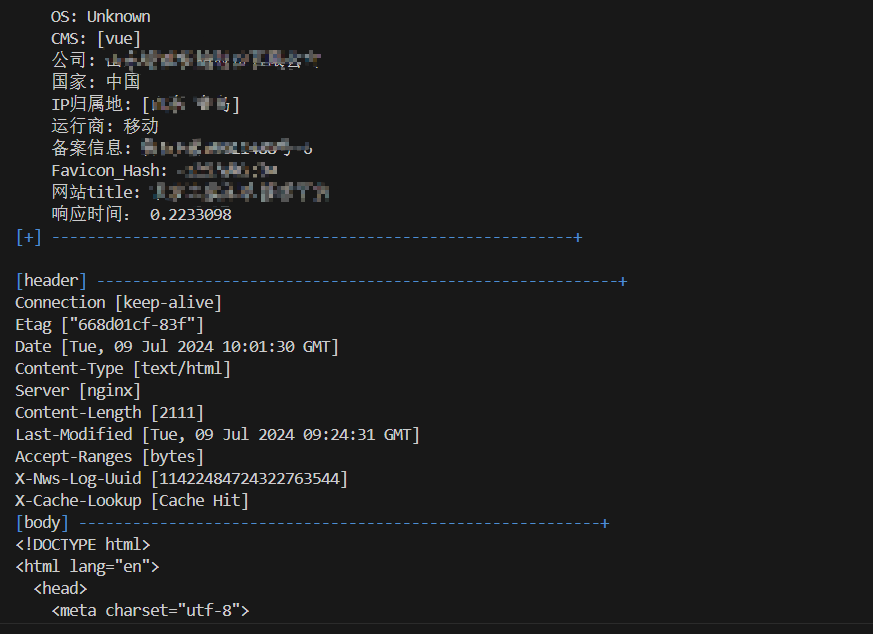 OS: Unknown
CMS: [vue]
公司:
国家: 中国
IP归属地: [ ]
运行商: 移动
备案信息:
Favicon_Hash:
网站title:
响应时间: 0.2233098
[+] ----------------------------------------------------------+
[header] ----------------------------------------------------------+
Connection [keep-alive]
Etag ["668d01cf-83f"]
Date [Tue, 09 Jul 2024 10:01:30 GMT]
Content-Type [text/html]
Server [nginx]
Content-Length [2111]
Last-Modified [Tue, 09 Jul 2024 09:24:31 GMT]
Accept-Ranges [bytes]
X-Nws-Log-Uuid [11422484724322763544]
X-Cache-Lookup [Cache Hit]
[body] ----------------------------------------------------------+
<!DOCTYPE html>
<html lang="en">
<head>
<meta charset="utf-8">